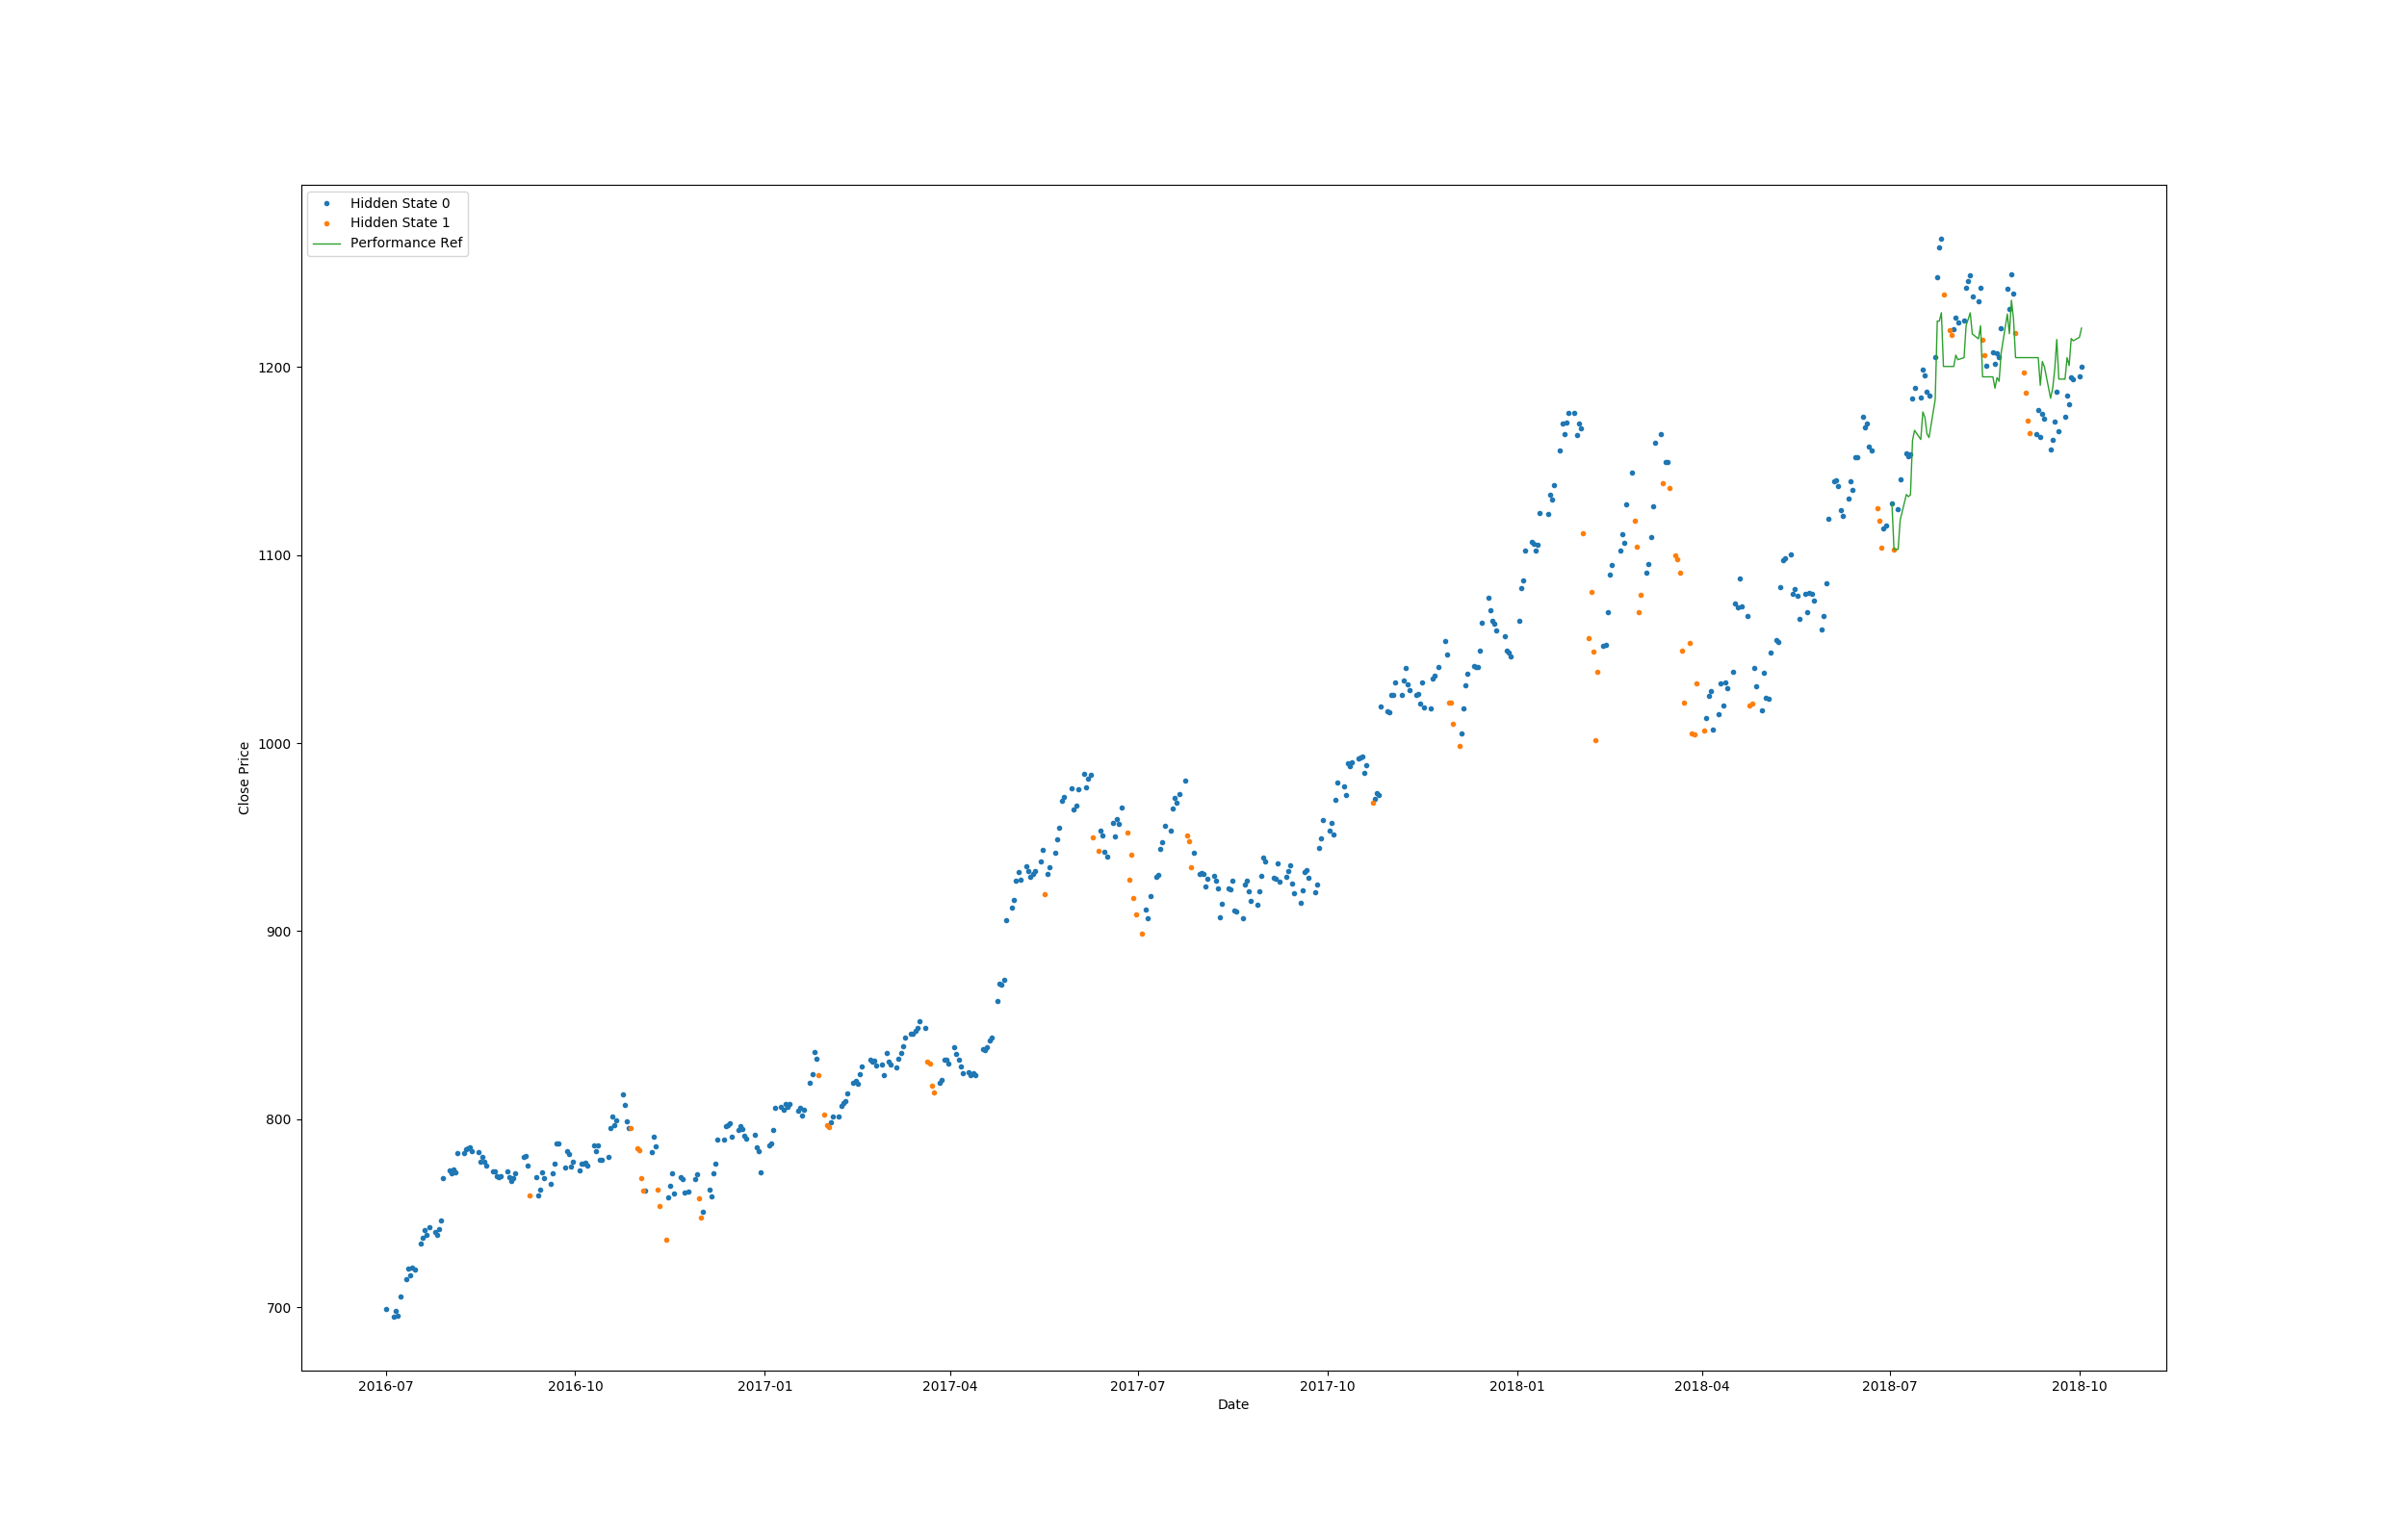 Hidden State 0
Hidden State 1
Performance Ref
1200
1100
1000
900
800
700
Close Price
2016-07 2016-10 2017-01 2017-04 2017-07 2017-10 2018-01 2018-04 2018-07 2018-10
Date